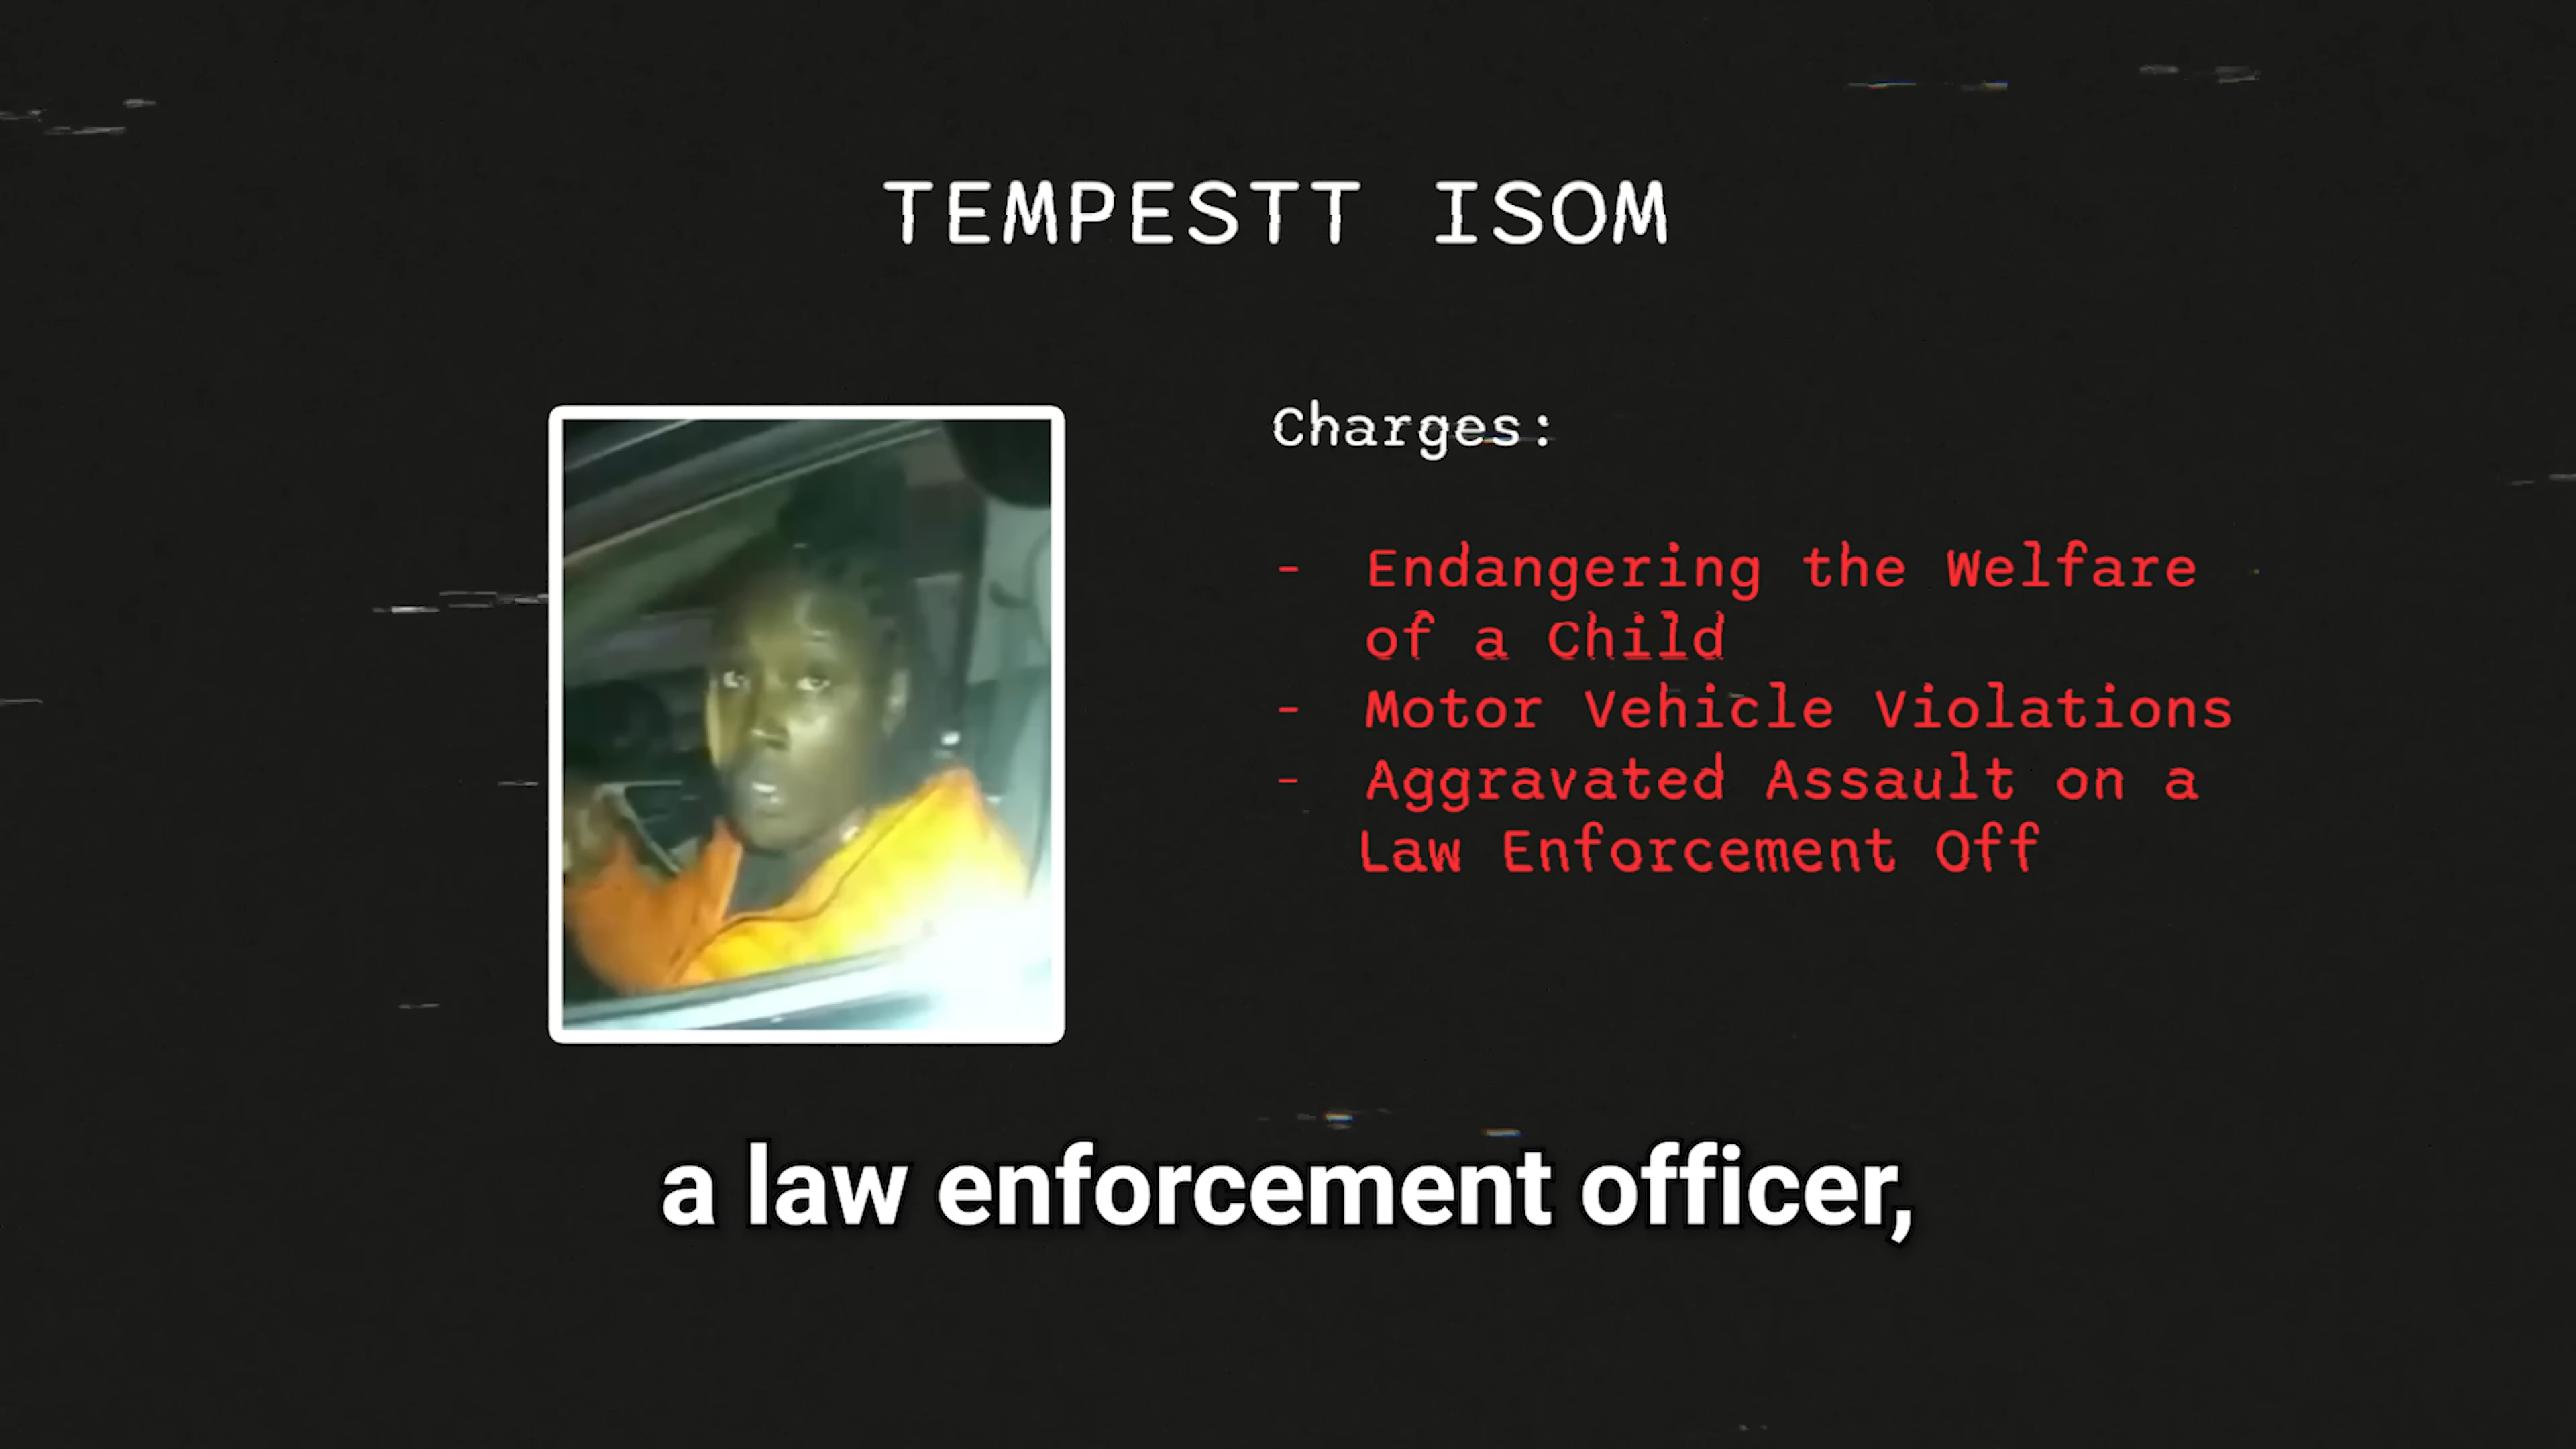 TEMPESTT ISOM
Charges:
- Endangering the Welfare
of a Child
- Motor Vehicle Violations
- Aggravated Assault on a
Law Enforcement Off
a law enforcement officer,